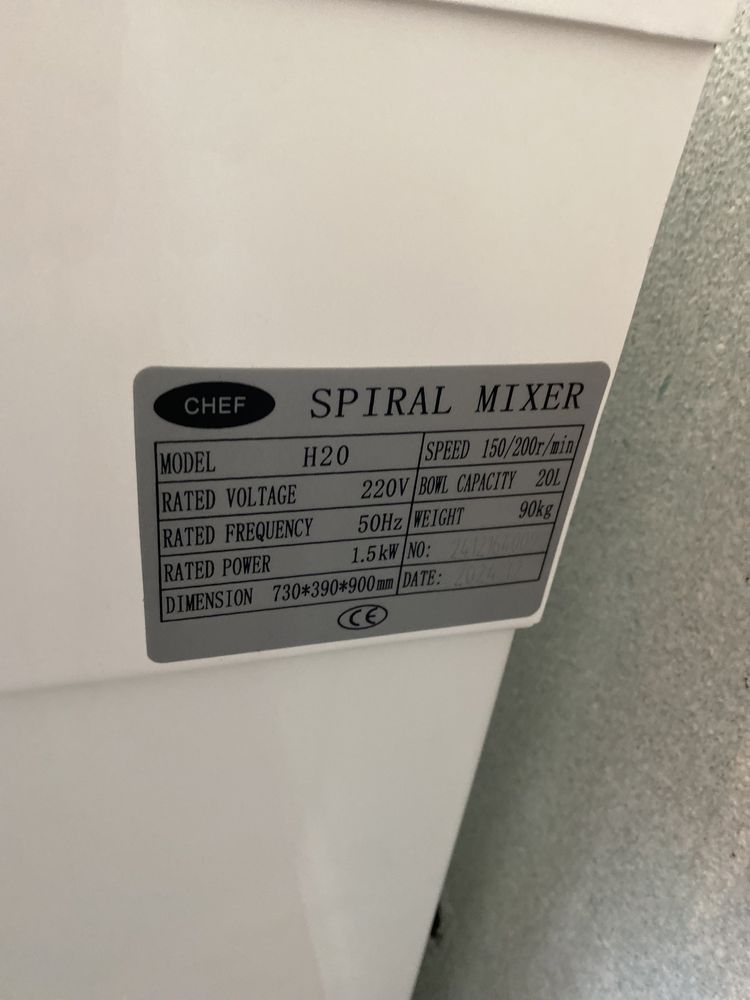 CHEF SPIRAL MIXER
MODEL H20 SPEED 150/200r/min
RATED VOLTAGE 220V BOWL CAPACITY 20L
RATED FREQUENCY 50Hz WEIGHT 90kg
RATED POWER 1.5kW NO:
DIMENSION 730*390*900mm DATE:
CE